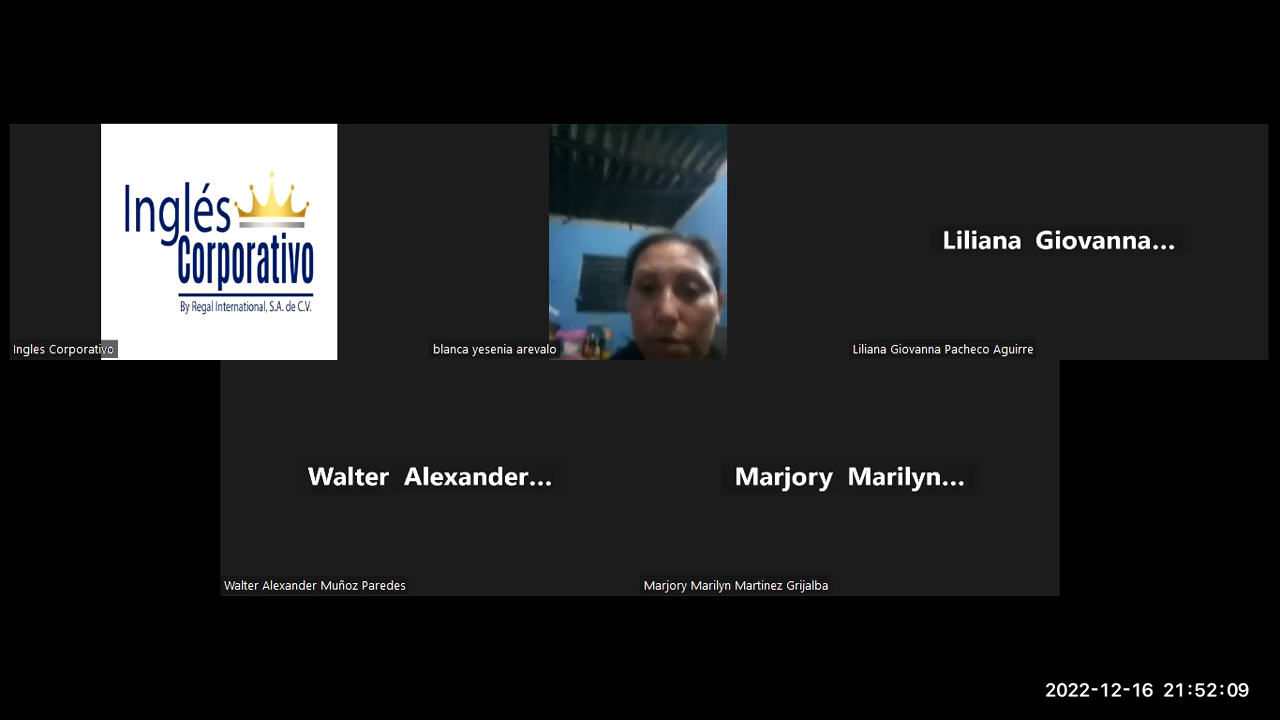 Inglés
Corporativo
By Regal International, S.A. de C.V.
Ingles Corporativo
blanca yesenia arevalo
Liliana Giovanna...
Liliana Giovanna Pacheco Aguirre
Walter Alexander...
Marjory Marilyn...
Walter Alexander Muñoz Paredes
Marjory Marilyn Martinez Grijalba
2022-12-16 21:52:09